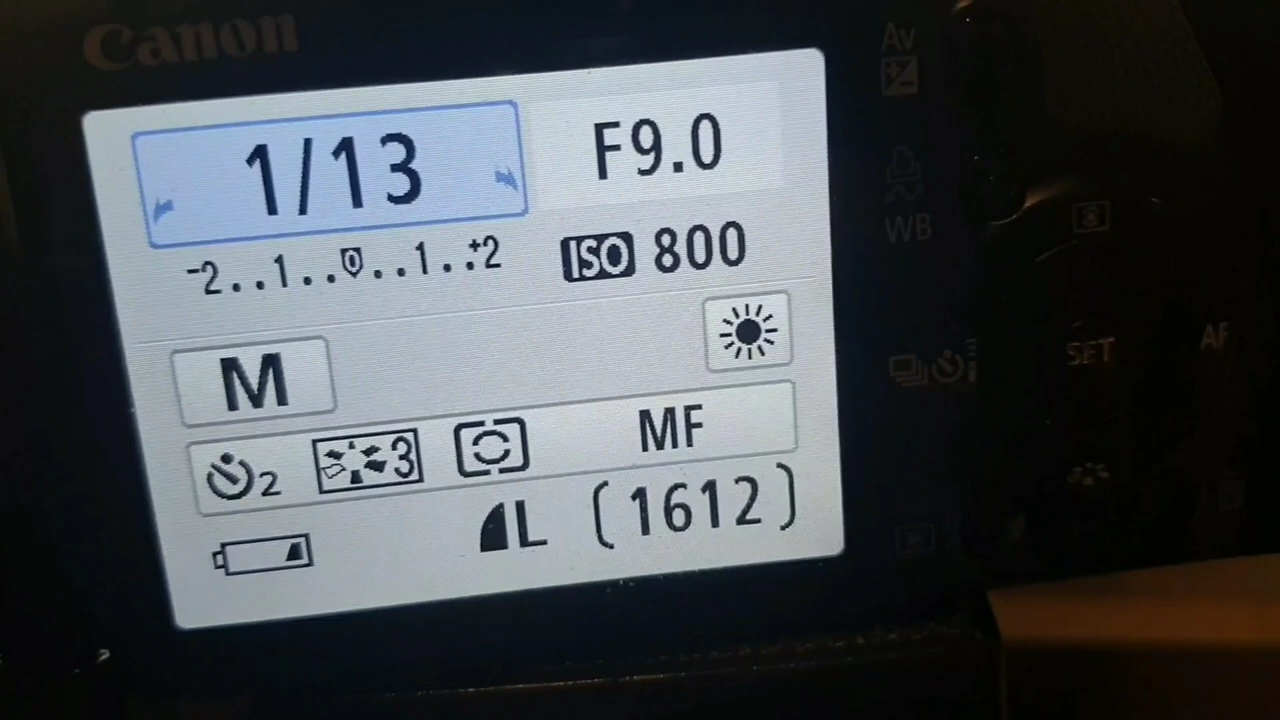 Canon
1/13 F9.0
-2..1..0..1..+2 ISO 800
M
2 3 MF
L (1612)
Av
WB
SET
AF